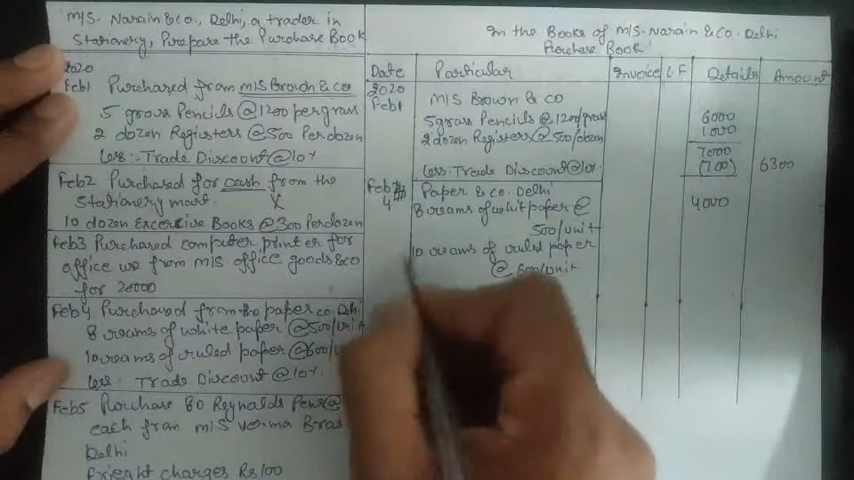 M/S. Narain & Co., Delhi, a trader in
Stationery, Prepare the Purchase Book
2020
Feb1 Purchased from M/S Brown & Co
5 gross Pencils @ 1200 per gross
2 dozen Registers @ 500 Per dozen
Less:- Trade Discount @ 10%
Feb2 Purchased for cash from the
Stationery mart. X
10 dozen Excercise Books @ 300 Per dozen
Feb3 Purchased computer printer for
office use from M/S. office goods & co
for 20000
Feb4 Purchased from the paper co. Delhi
8 reams of white paper @ 500/Unit
10 reams of ruled paper @ 600/
Less: Trade Discount @ 10%
Feb5 Purchase 80 Reynalds Pens @
each from M/S Verma Bros
Delhi
freight charges Rs 100
In the Books of M/S. Narain & Co. Delhi
Purchase Book
Date Particular Invoice L.F Details Amount
2020
Feb1 M/S Brown & Co
5 gross Pencils @ 1200/gross 6000
2 dozen Registers @ 500/dozen 1000
7000
Less:- Trade Discount @ 10% (700) 6300
Feb 4 Paper & co. Delhi
8 reams of whit paper @ 4000
500/unit
10 reams of ruled paper
@ 600/unit